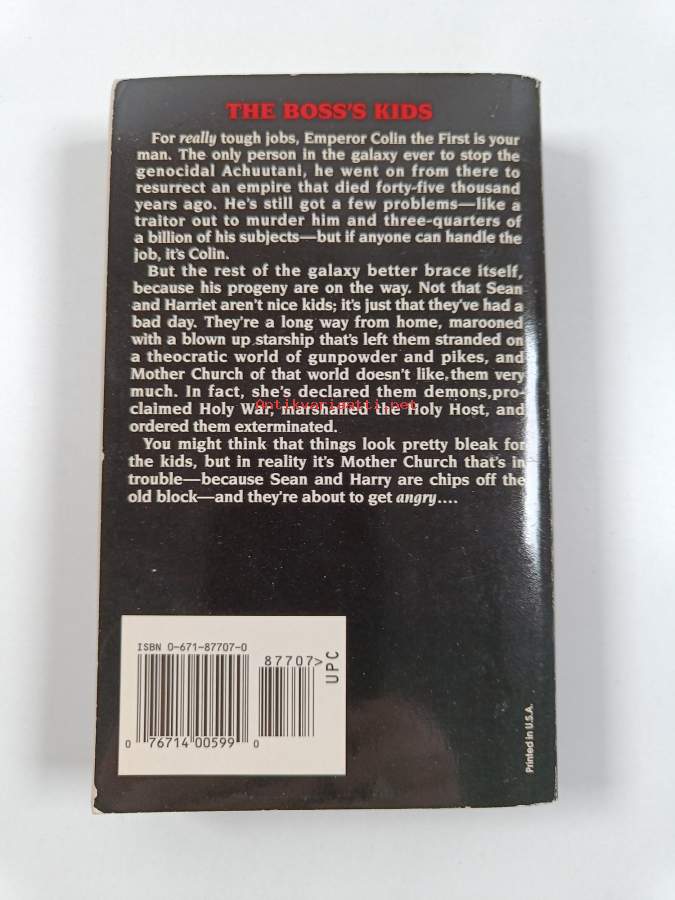 THE BOSS'S KIDS
For really tough jobs, Emperor Colin the First is your
man. The only person in the galaxy ever to stop the
genocidal Achuutani, he went on from there to
resurrect an empire that died forty-five thousand
years ago. He's still got a few problems—like a
traitor out to murder him and three-quarters of
a billion of his subjects—but if anyone can handle the
job, it's Colin.
But the rest of the galaxy better brace itself,
because his progeny are on the way. Not that Sean
and Harriet aren't nice kids; it's just that they've had a
bad day. They're a long way from home, marooned
with a blown up starship that's left them stranded on
a theocratic world of gunpowder and pikes, and
Mother Church of that world doesn't like them very
much. In fact, she's declared them demons, pro-
claimed Holy War, marshalled the Holy Host, and
Antikvariaatti.net
ordered them exterminated.
You might think that things look pretty bleak for
the kids, but in reality it's Mother Church that's in
trouble—because Sean and Harry are chips off the
old block—and they're about to get angry....
ISBN 0-671-87707-0
87707>
UPC
0 76714 00599 0
Printed in U.S.A.